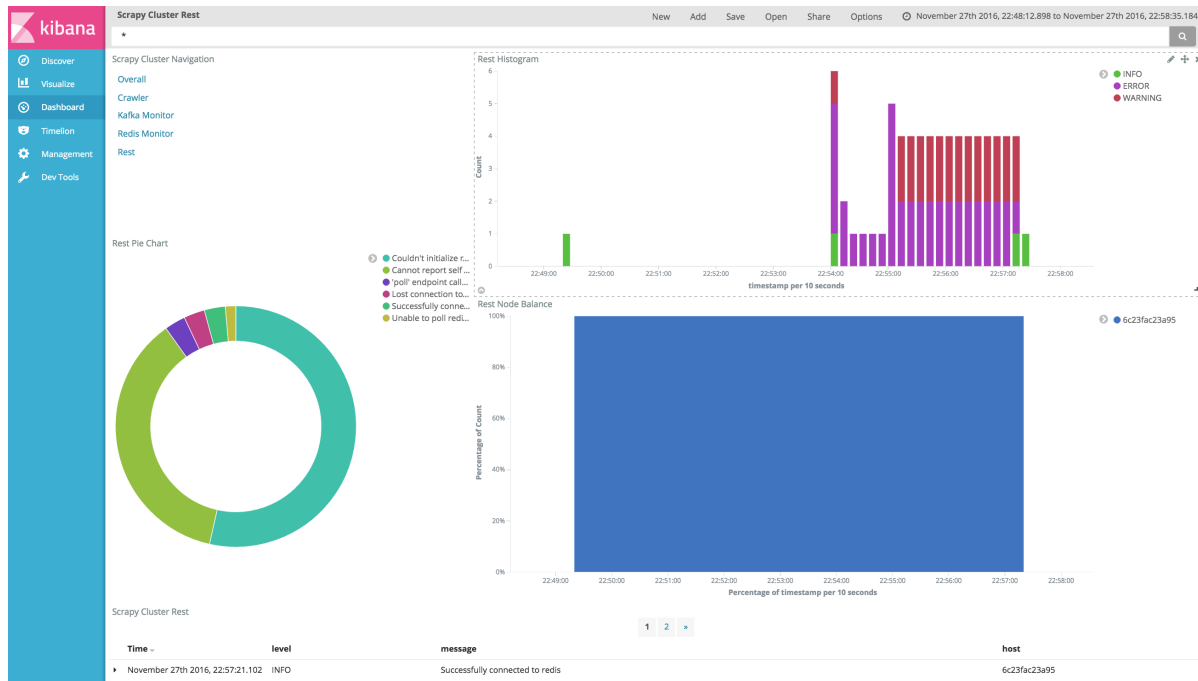 kibana
Discover
Visualize
Dashboard
Timelion
Management
Dev Tools
Scrapy Cluster Rest
New Add Save Open Share Options November 27th 2016, 22:48:12.898 to November 27th 2016, 22:58:35.184
*
Scrapy Cluster Navigation
Overall
Crawler
Kafka Monitor
Redis Monitor
Rest
Rest Histogram
6
5
4
3
2
1
0
Count
22:49:00 22:50:00 22:51:00 22:52:00 22:53:00 22:54:00 22:55:00 22:56:00 22:57:00 22:58:00
timestamp per 10 seconds
INFO
ERROR
WARNING
Rest Pie Chart
Couldn't initialize r...
Cannot report self ...
'poll' endpoint call...
Lost connection to...
Successfully conne...
Unable to poll redi...
Rest Node Balance
100%
80%
60%
40%
20%
0%
Percentage of Count
22:49:00 22:50:00 22:51:00 22:52:00 22:53:00 22:54:00 22:55:00 22:56:00 22:57:00 22:58:00
Percentage of timestamp per 10 seconds
6c23fac23a95
Scrapy Cluster Rest
1 2 »
Time level message host
November 27th 2016, 22:57:21.102 INFO Successfully connected to redis 6c23fac23a95